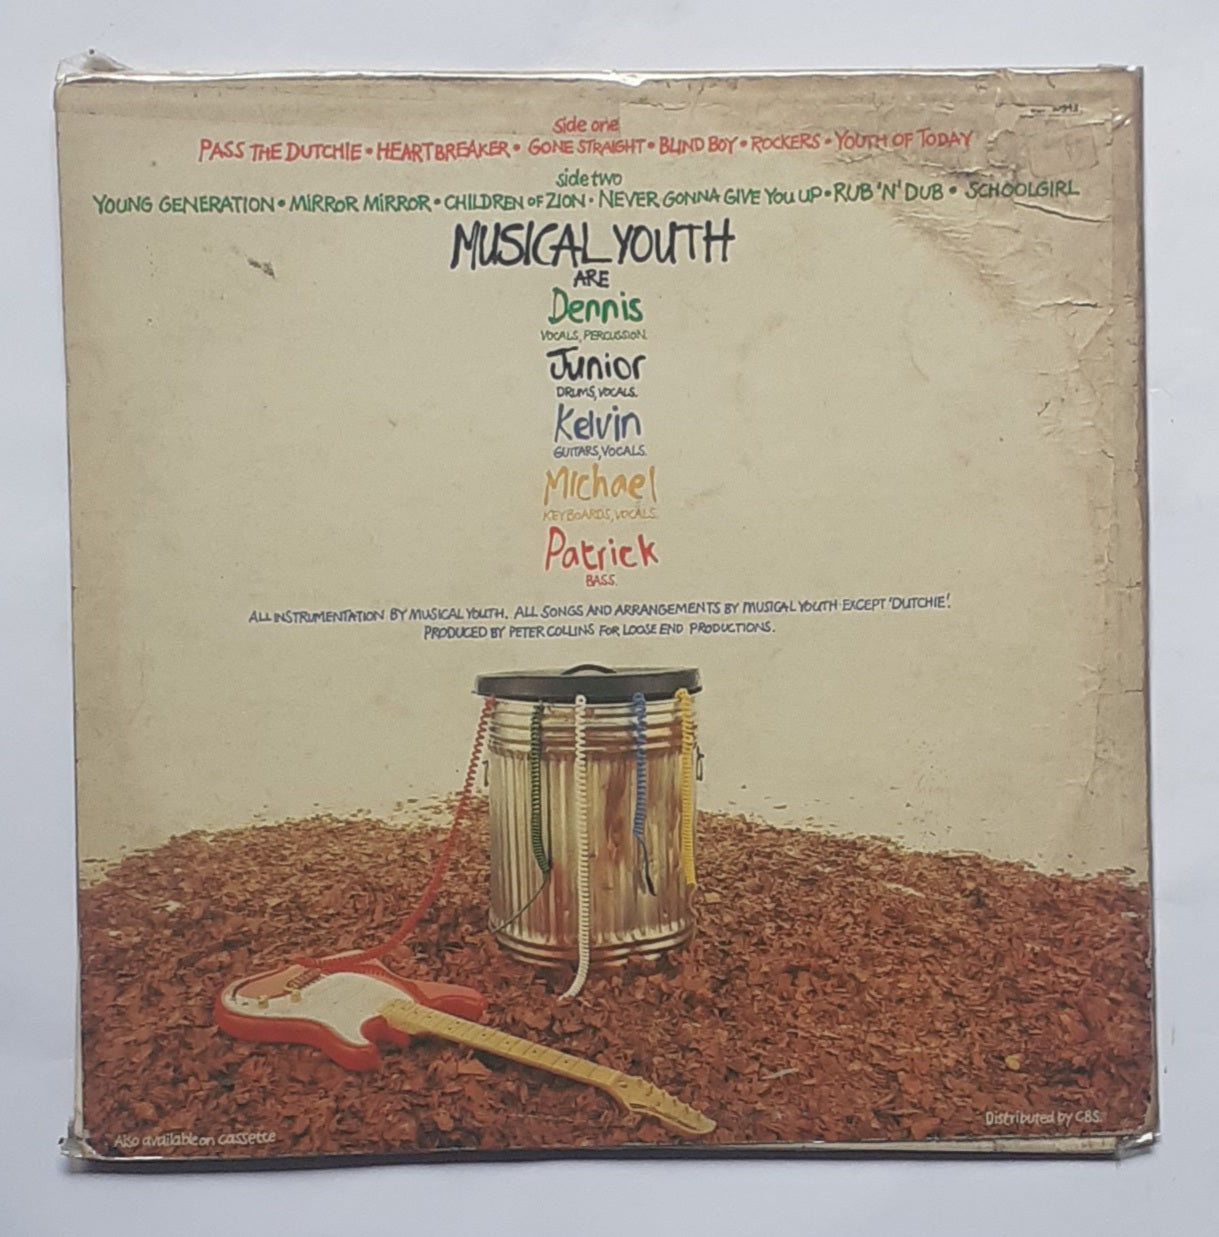 Side one
PASS THE DUTCHIE • HEARTBREAKER • GONE STRAIGHT • BLIND BOY • ROCKERS • YOUTH OF TODAY
side two
YOUNG GENERATION • MIRROR MIRROR • CHILDREN OF ZION • NEVER GONNA GIVE YOU UP • RUB 'N' DUB • SCHOOLGIRL
MUSICAL YOUTH
ARE
Dennis
VOCALS, PERCUSSION.
Junior
DRUMS, VOCALS.
Kelvin
GUITARS, VOCALS.
Michael
KEYBOARDS, VOCALS.
Patrick
BASS.
ALL INSTRUMENTATION BY MUSICAL YOUTH. ALL SONGS AND ARRANGEMENTS BY MUSICAL YOUTH EXCEPT 'DUTCHIE'.
PRODUCED BY PETER COLLINS FOR LOOSE END PRODUCTIONS.
Also available on cassette
Distributed by CBS.